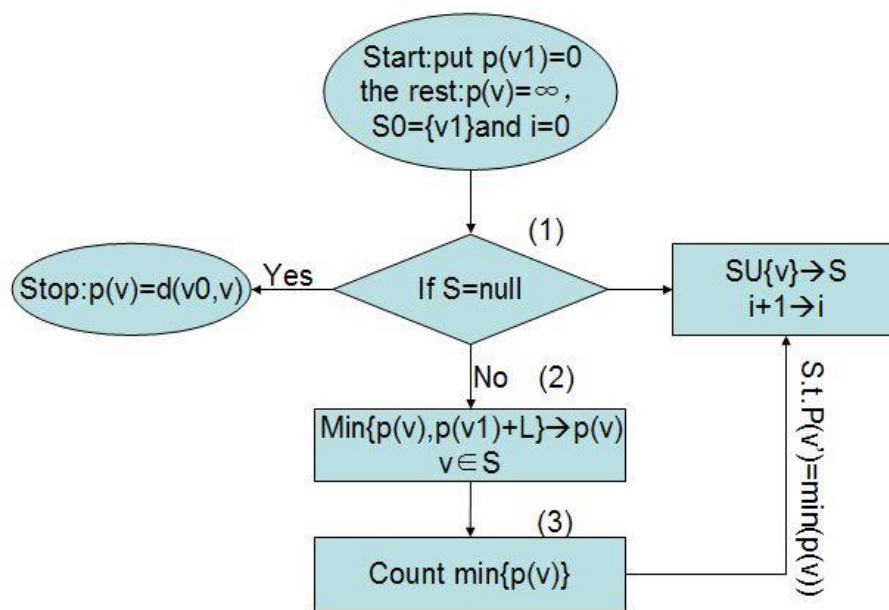 Start:put p(v1)=0
the rest:p(v)=∞,
S0={v1}and i=0
(1)
Stop:p(v)=d(v0,v)
Yes
If S=null
SU{v}→S
i+1→i
No
(2)
Min{p(v),p(v1)+L}→p(v)
v∈S
(3)
Count min{p(v)}
S.t.P(v')=min(p(v))